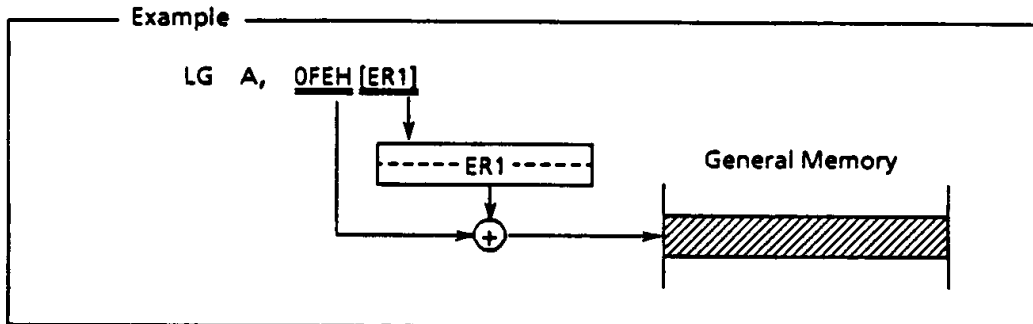 Example
LG A, 0FEH [ER1]
ER1
General Memory
+